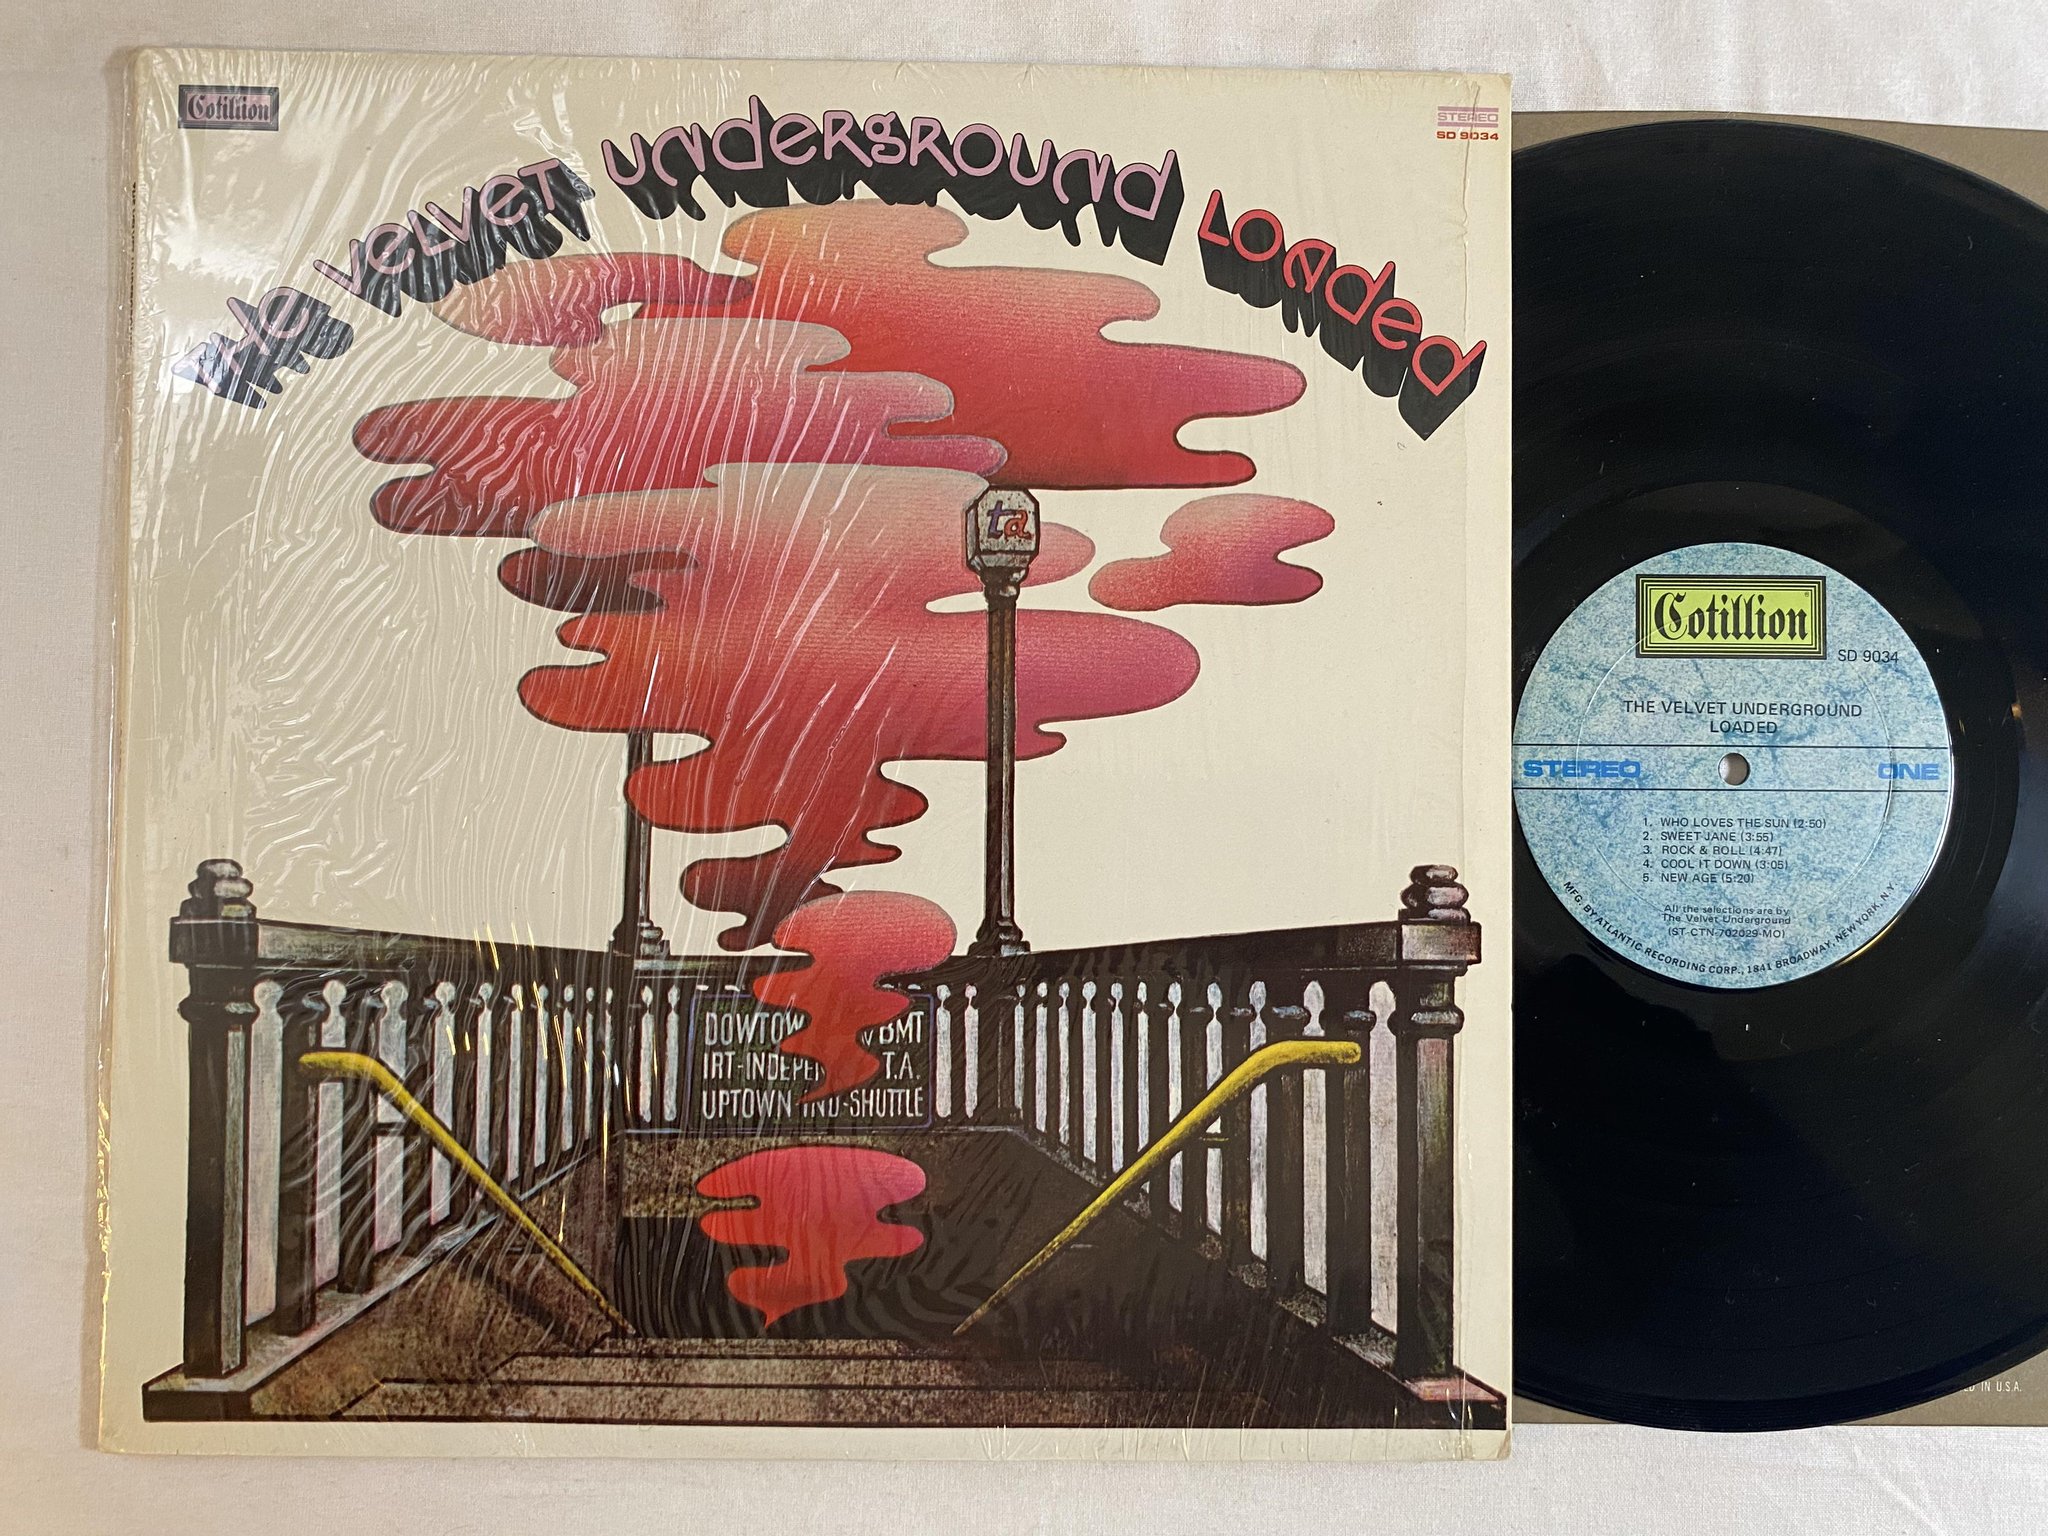 Cotillion
STEREO
SD 9034
THE VELVET UNDERGROUND LOADED
ta
DOWTOW BMT
IRT-INDEPE T.A.
UPTOWN IND-SHUTTLE
Cotillion
SD 9034
THE VELVET UNDERGROUND
LOADED
STEREO ONE
1. WHO LOVES THE SUN (2:50)
2. SWEET JANE (3:55)
3. ROCK & ROLL (4:47)
4. COOL IT DOWN (3:05)
5. NEW AGE (5:20)
All the selections are by
The Velvet Underground
(ST-CTN-702029-MO)
MFG. BY ATLANTIC RECORDING CORP., 1841 BROADWAY, NEW YORK, N.Y.
IN U.S.A.